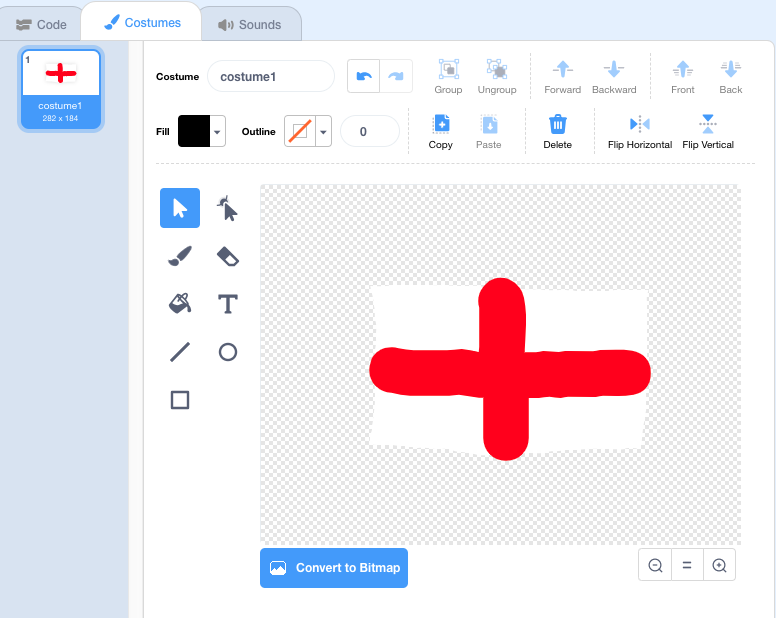 Code
Costumes
Sounds
1
costume1
282 x 184
Costume
costume1
Group
Ungroup
Forward
Backward
Front
Back
Fill
Outline
0
Copy
Paste
Delete
Flip Horizontal
Flip Vertical
T
Convert to Bitmap